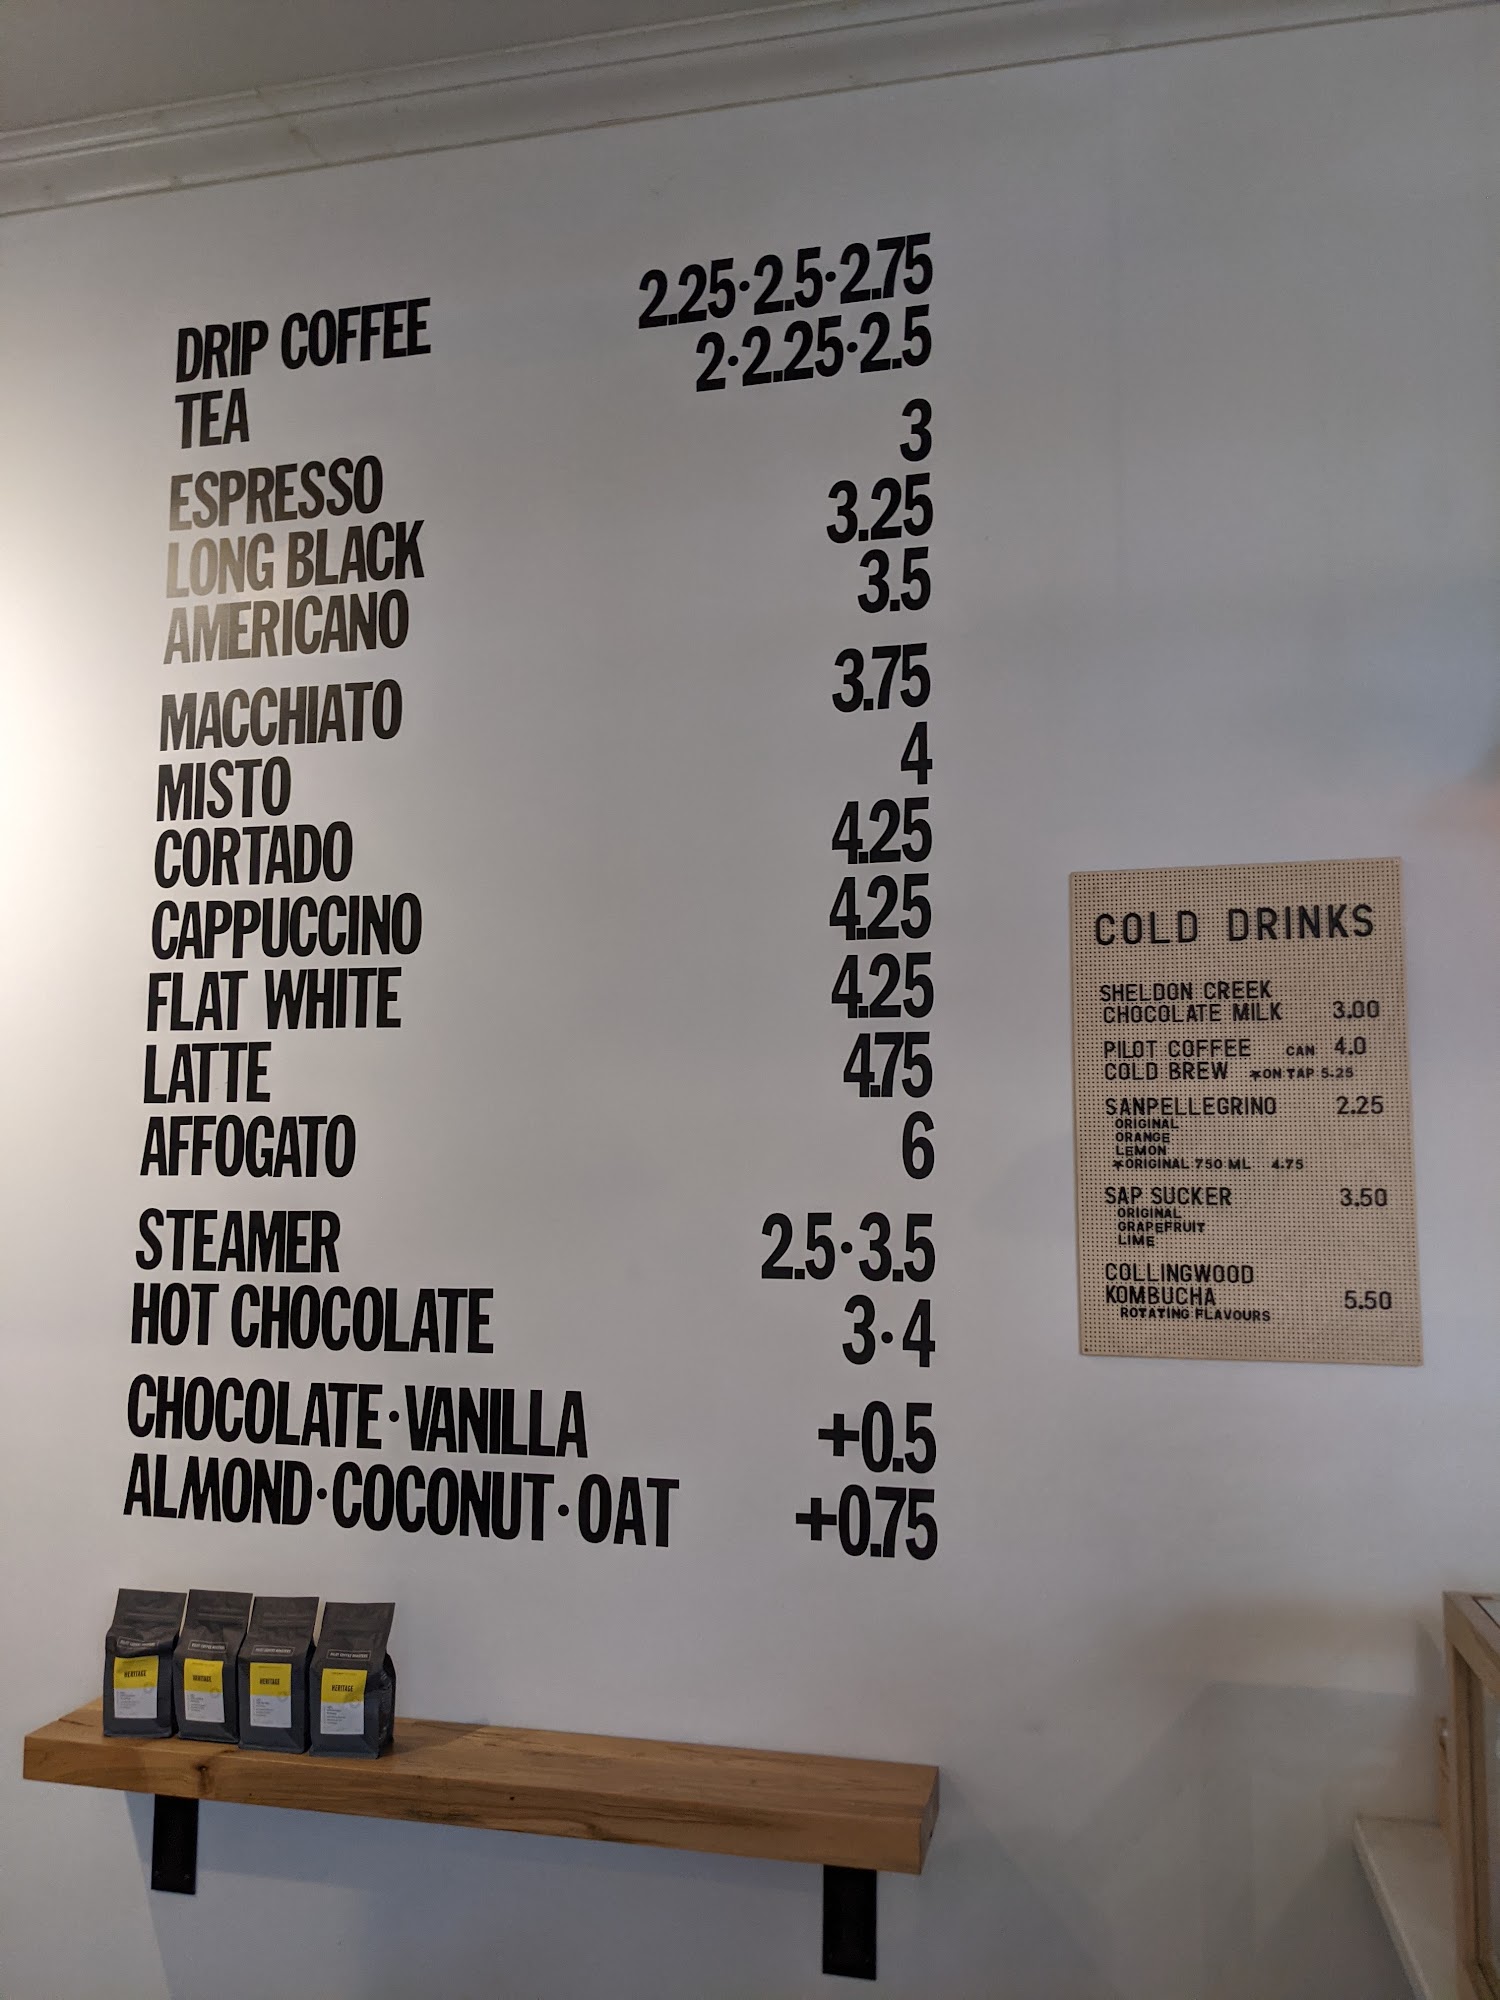 DRIP COFFEE 2.25·2.5·2.75
TEA 2·2.25·2.5
ESPRESSO 3
LONG BLACK 3.25
AMERICANO 3.5
MACCHIATO 3.75
MISTO 4
CORTADO 4.25
CAPPUCCINO 4.25
FLAT WHITE 4.25
LATTE 4.75
AFFOGATO 6
STEAMER 2.5·3.5
HOT CHOCOLATE 3·4
CHOCOLATE·VANILLA +0.5
ALMOND·COCONUT·OAT +0.75
COLD DRINKS
SHELDON CREEK
CHOCOLATE MILK 3.00
PILOT COFFEE CAN 4.0
COLD BREW *ON TAP 5.25
SANPELLEGRINO 2.25
ORIGINAL
ORANGE
LEMON
*ORIGINAL 750 ML 4.75
SAP SUCKER 3.50
ORIGINAL
GRAPEFRUIT
LIME
COLLINGWOOD
KOMBUCHA 5.50
ROTATING FLAVOURS
HERITAGE
HERITAGE
HERITAGE
HERITAGE